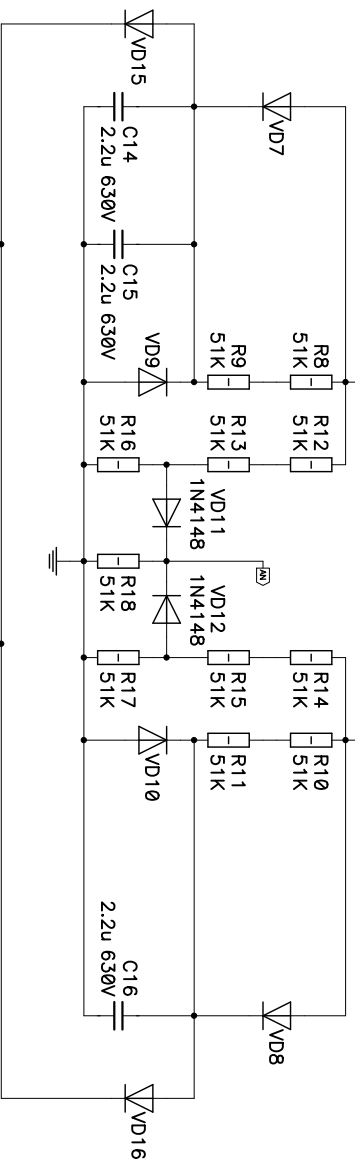 VD15
VD7
C14
2.2u 630V
C15
2.2u 630V
VD9
R9
51K
R8
51K
R16
51K
R13
51K
R12
51K
VD11
1N4148
AN
R18
51K
VD12
1N4148
R17
51K
R15
51K
R14
51K
VD10
R11
51K
R10
51K
C16
2.2u 630V
VD8
VD16